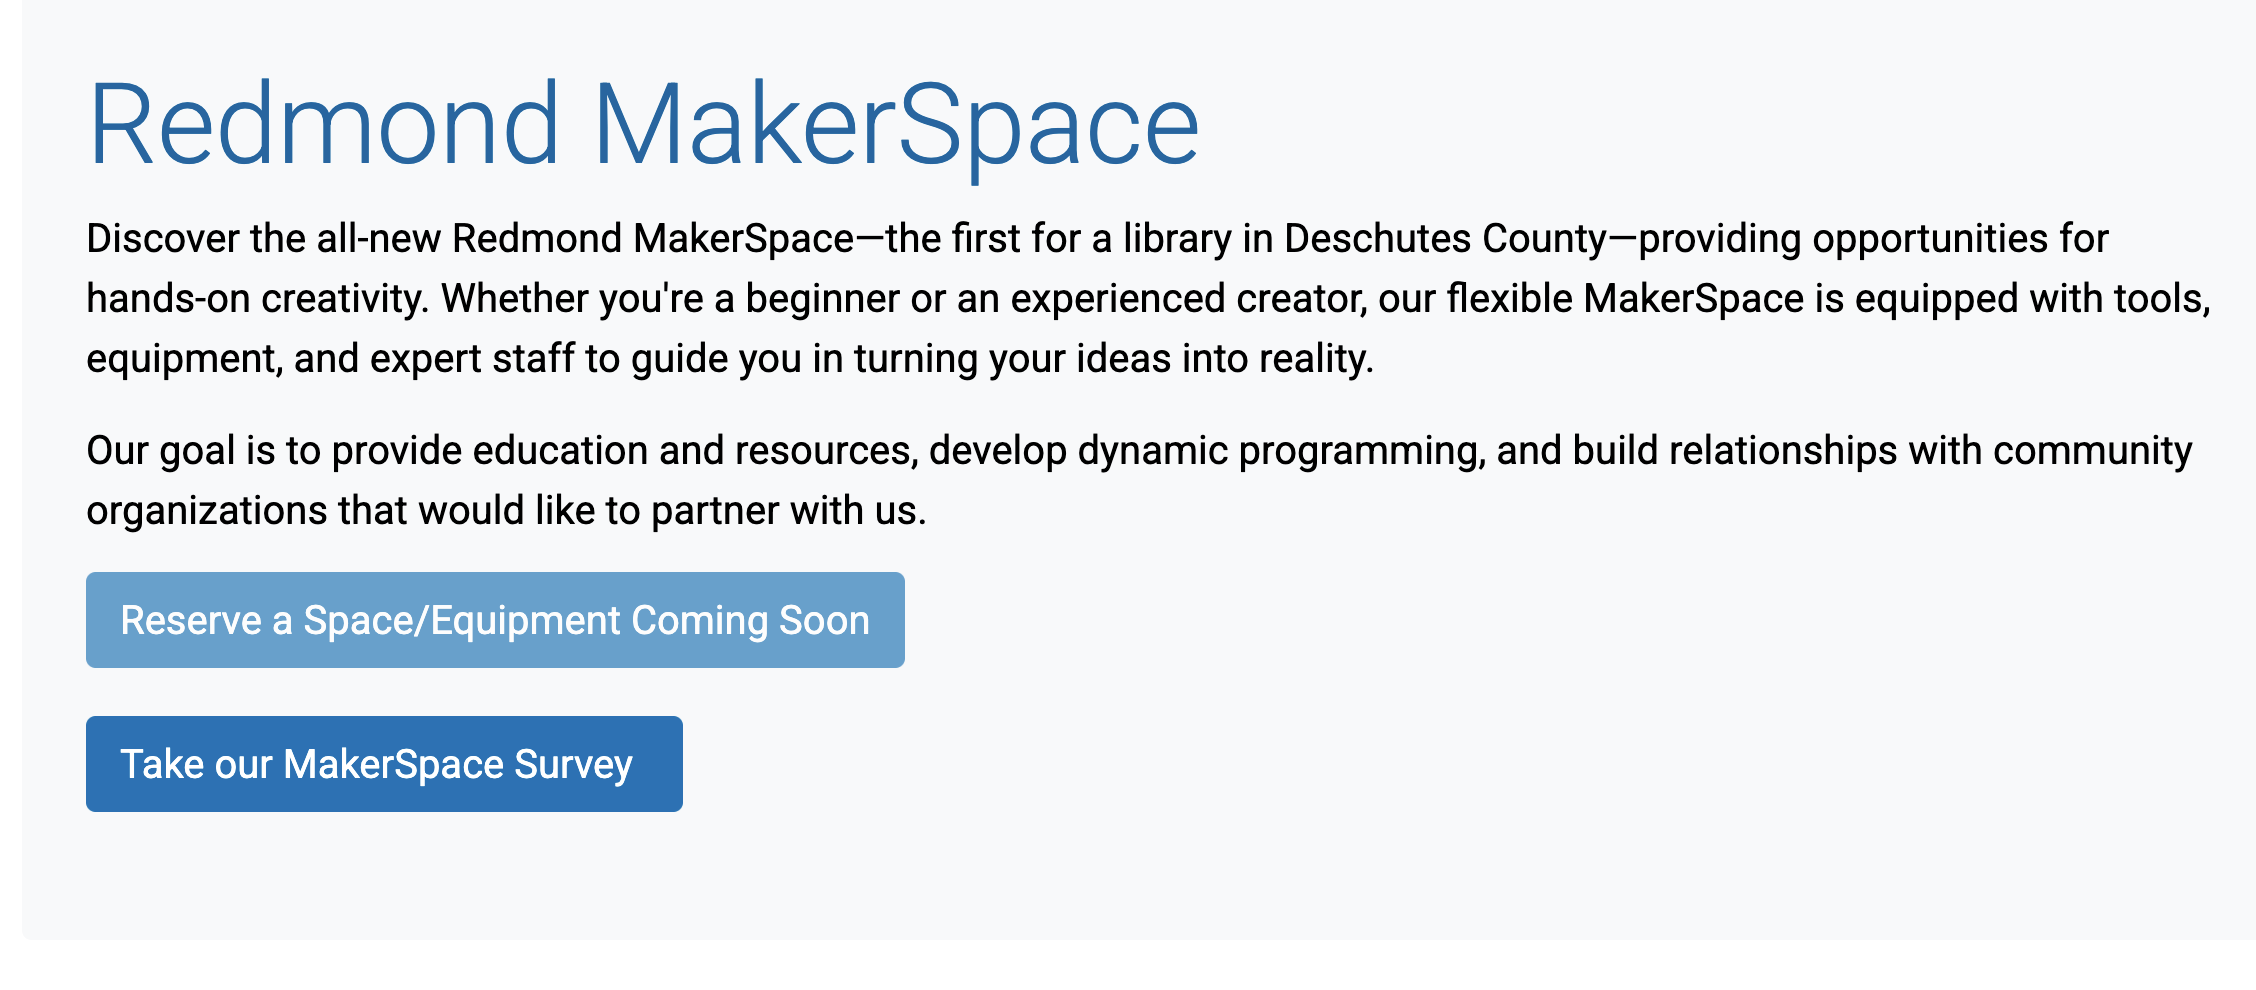 Redmond MakerSpace
Discover the all-new Redmond MakerSpace—the first for a library in Deschutes County—providing opportunities for
hands-on creativity. Whether you're a beginner or an experienced creator, our flexible MakerSpace is equipped with tools,
equipment, and expert staff to guide you in turning your ideas into reality.
Our goal is to provide education and resources, develop dynamic programming, and build relationships with community
organizations that would like to partner with us.
Reserve a Space/Equipment Coming Soon
Take our MakerSpace Survey